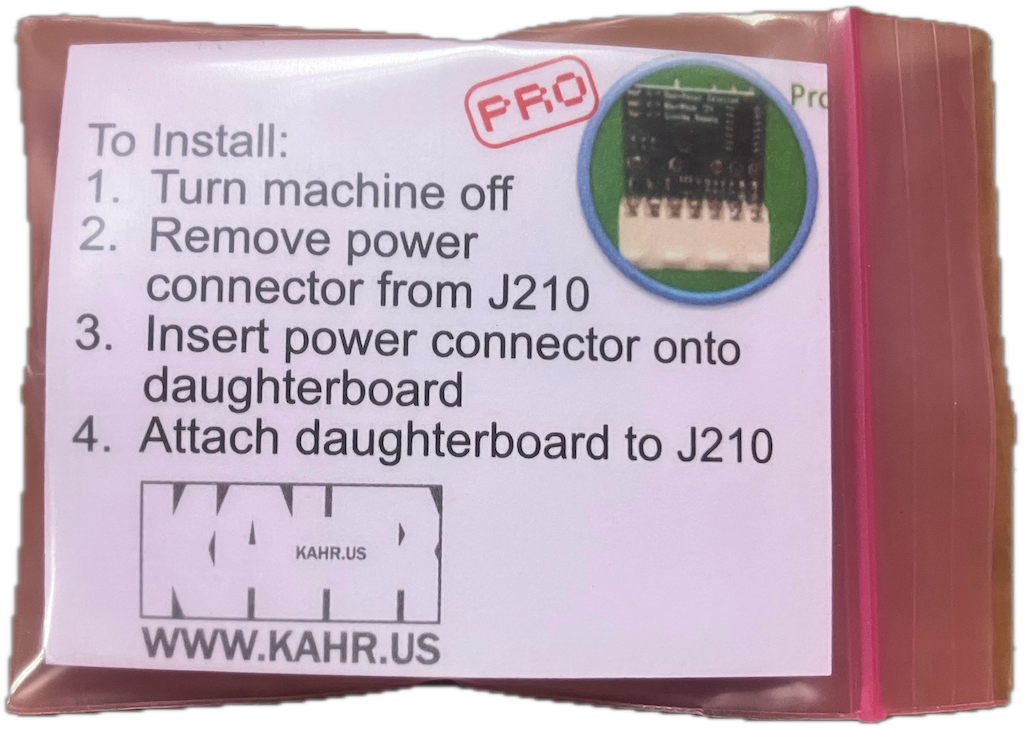 PRO
Pro
To Install:
1. Turn machine off
2. Remove power
connector from J210
3. Insert power connector onto
daughterboard
4. Attach daughterboard to J210
KAHR
KAHR.US
WWW.KAHR.US